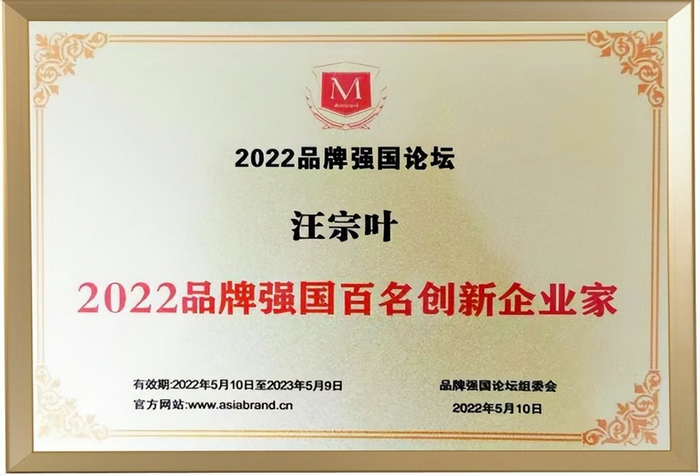 M
2022品牌强国论坛
汪宗叶
2022品牌强国百名创新企业家
有效期:2022年5月10日至2023年5月9日
品牌强国论坛组委会
官方网站:www.asiabrand.cn
2022年5月10日